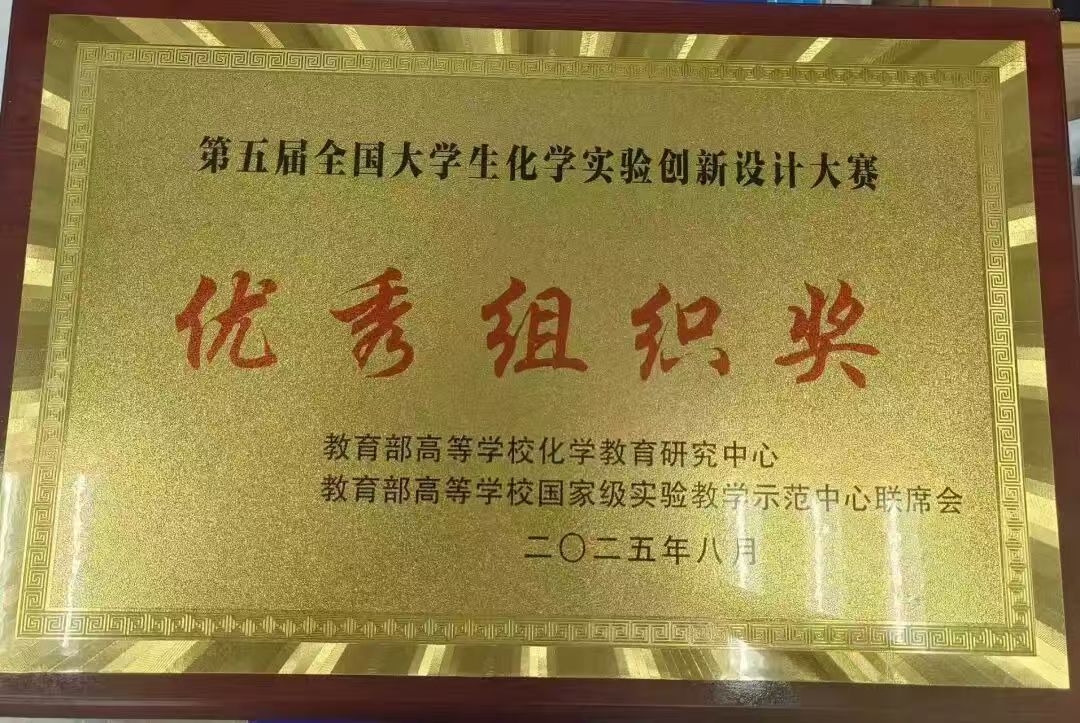 第五届全国大学生化学实验创新设计大赛
优秀组织奖
教育部高等学校化学教育研究中心
教育部高等学校国家级实验教学示范中心联席会
二〇二五年八月